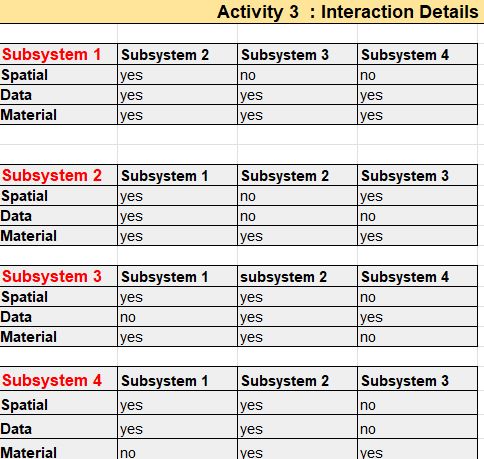 Activity 3 : Interaction Details
Subsystem 1 Subsystem 2 Subsystem 3 Subsystem 4
Spatial yes no no
Data yes yes yes
Material yes yes yes
Subsystem 2 Subsystem 1 Subsystem 2 Subsystem 3
Spatial yes no yes
Data yes no no
Material yes yes yes
Subsystem 3 Subsystem 1 subsystem 2 Subsystem 4
Spatial yes yes no
Data no yes yes
Material yes yes no
Subsystem 4 Subsystem 1 Subsystem 2 Subsystem 3
Spatial yes yes no
Data yes yes no
Material no yes yes